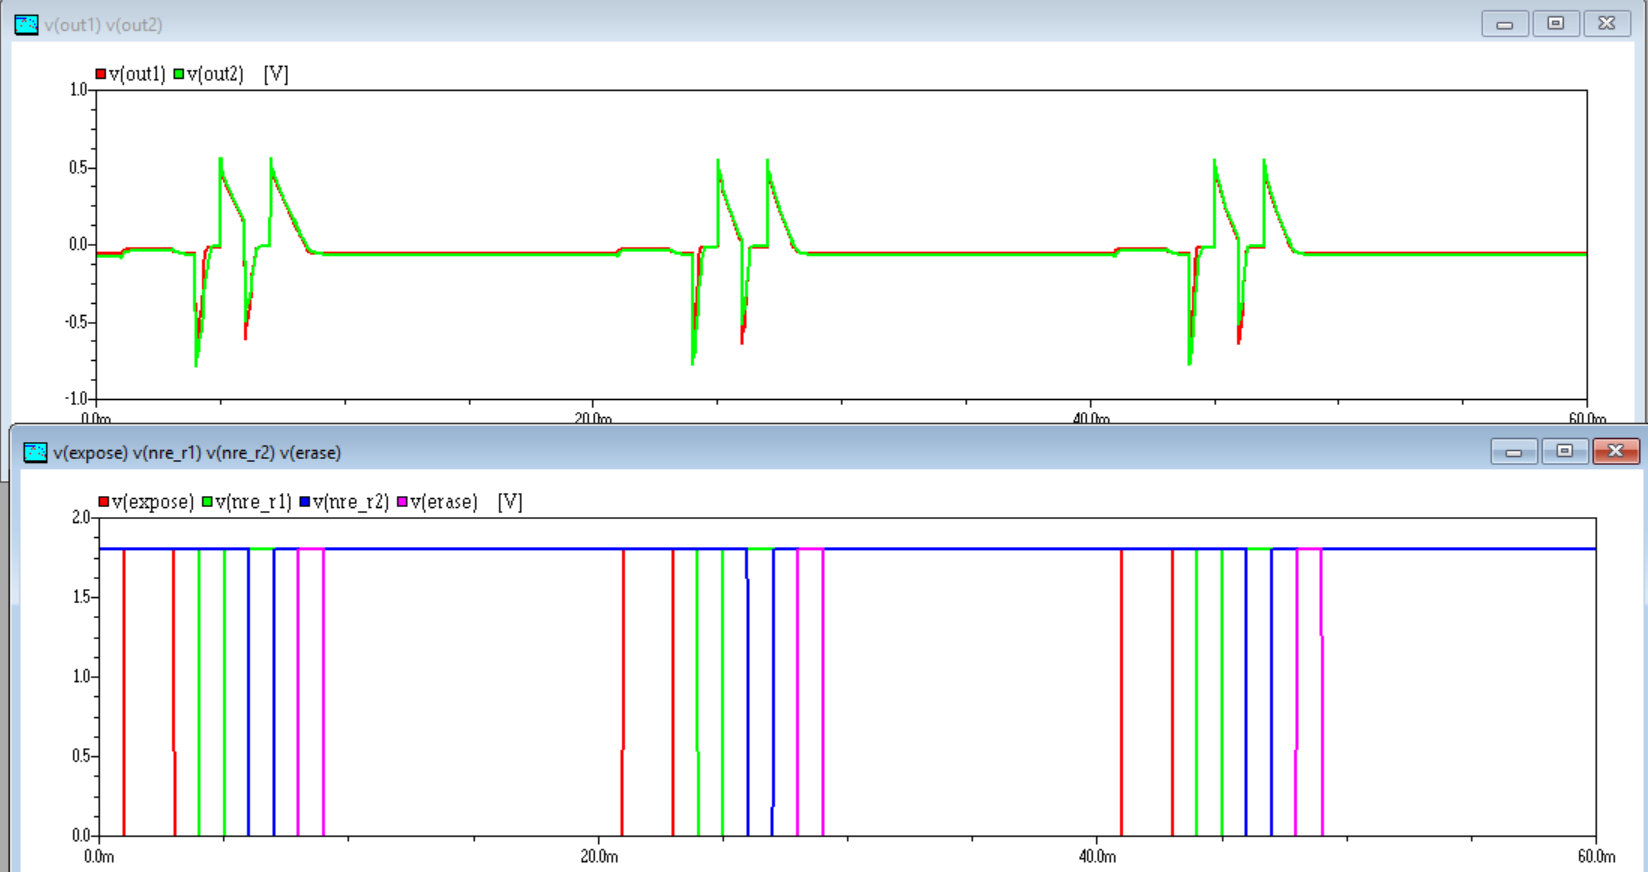 v(out1) v(out2)
v(out1) v(out2) [V]
1.0
0.5
0.0
-0.5
-1.0
0.0m 20.0m 40.0m 60.0m
v(expose) v(nre_r1) v(nre_r2) v(erase)
v(expose) v(nre_r1) v(nre_r2) v(erase) [V]
2.0
1.5
1.0
0.5
0.0
0.0m 20.0m 40.0m 60.0m